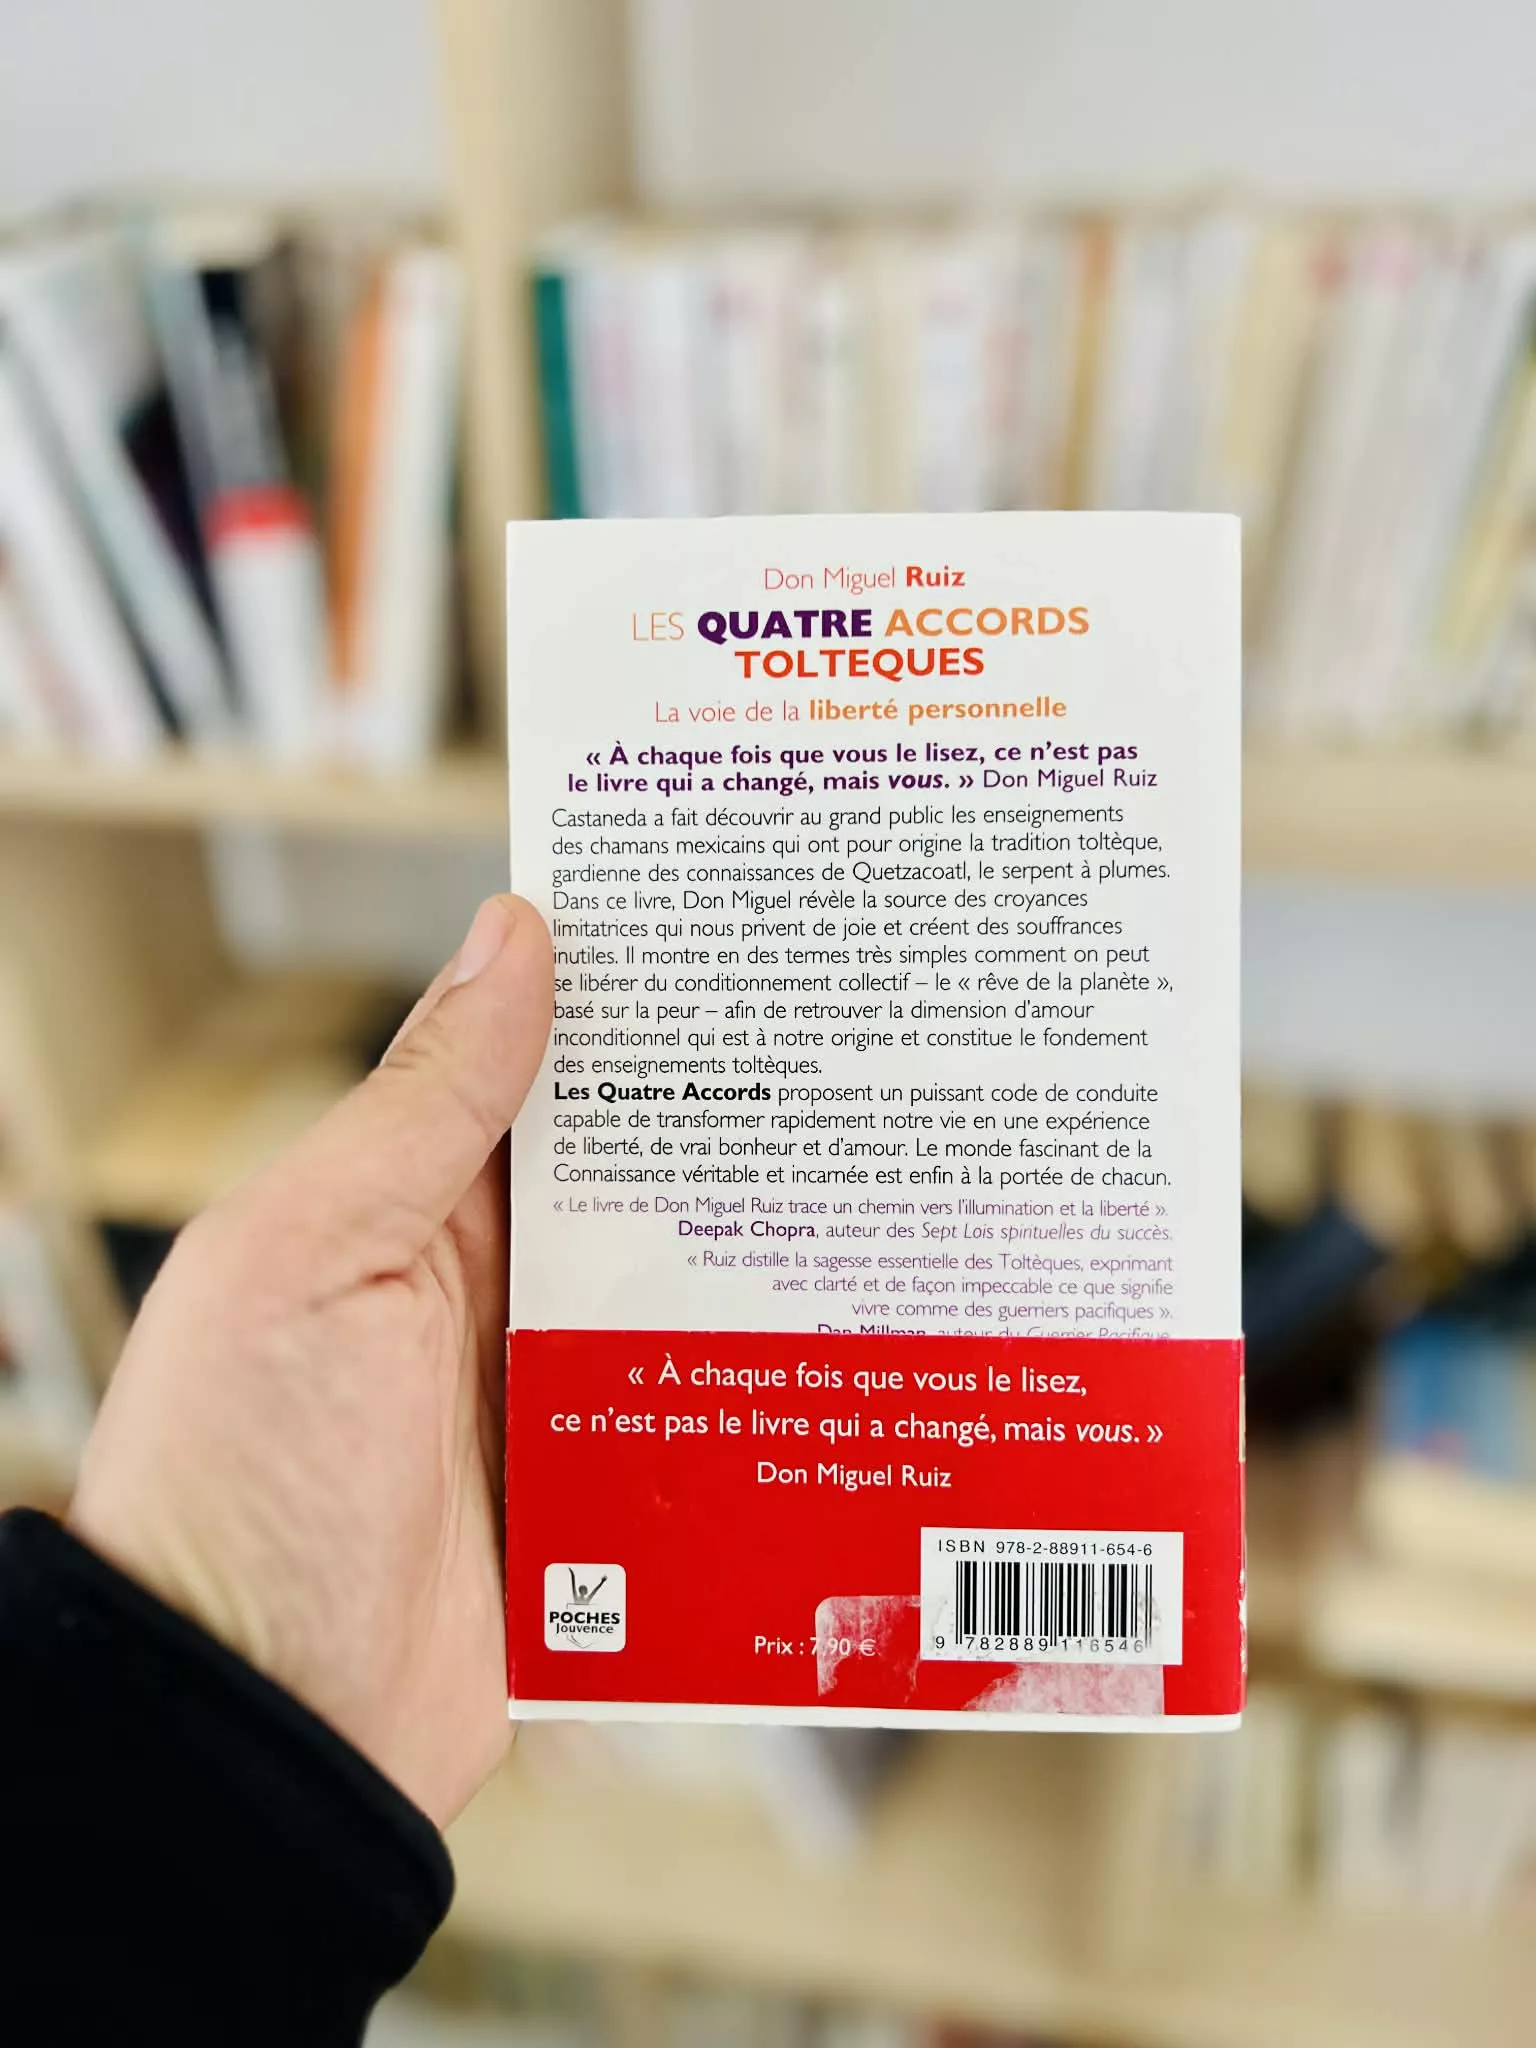 Don Miguel Ruiz
LES QUATRE ACCORDS
TOLTEQUES
La voie de la liberté personnelle
« À chaque fois que vous le lisez, ce n'est pas
le livre qui a changé, mais vous. » Don Miguel Ruiz
Castaneda a fait découvrir au grand public les enseignements
des chamans mexicains qui ont pour origine la tradition toltèque,
gardienne des connaissances de Quetzacoatl, le serpent à plumes.
Dans ce livre, Don Miguel révèle la source des croyances
limitatrices qui nous privent de joie et créent des souffrances
inutiles. Il montre en des termes très simples comment on peut
se libérer du conditionnement collectif – le « rêve de la planète »,
basé sur la peur – afin de retrouver la dimension d'amour
inconditionnel qui est à notre origine et constitue le fondement
des enseignements toltèques.
Les Quatre Accords proposent un puissant code de conduite
capable de transformer rapidement notre vie en une expérience
de liberté, de vrai bonheur et d'amour. Le monde fascinant de la
Connaissance véritable et incarnée est enfin à la portée de chacun.
« Le livre de Don Miguel Ruiz trace un chemin vers l'illumination et la liberté ».
Deepak Chopra, auteur des Sept Lois spirituelles du succès.
« Ruiz distille la sagesse essentielle des Toltèques, exprimant
avec clarté et de façon impeccable ce que signifie
vivre comme des guerriers pacifiques ».
Dan Millman, auteur du Guerrier Pacifique.
« À chaque fois que vous le lisez,
ce n'est pas le livre qui a changé, mais vous. »
Don Miguel Ruiz
ISBN 978-2-88911-654-6
POCHES
Jouvence
Prix : 7,90 €
9 782889 116546